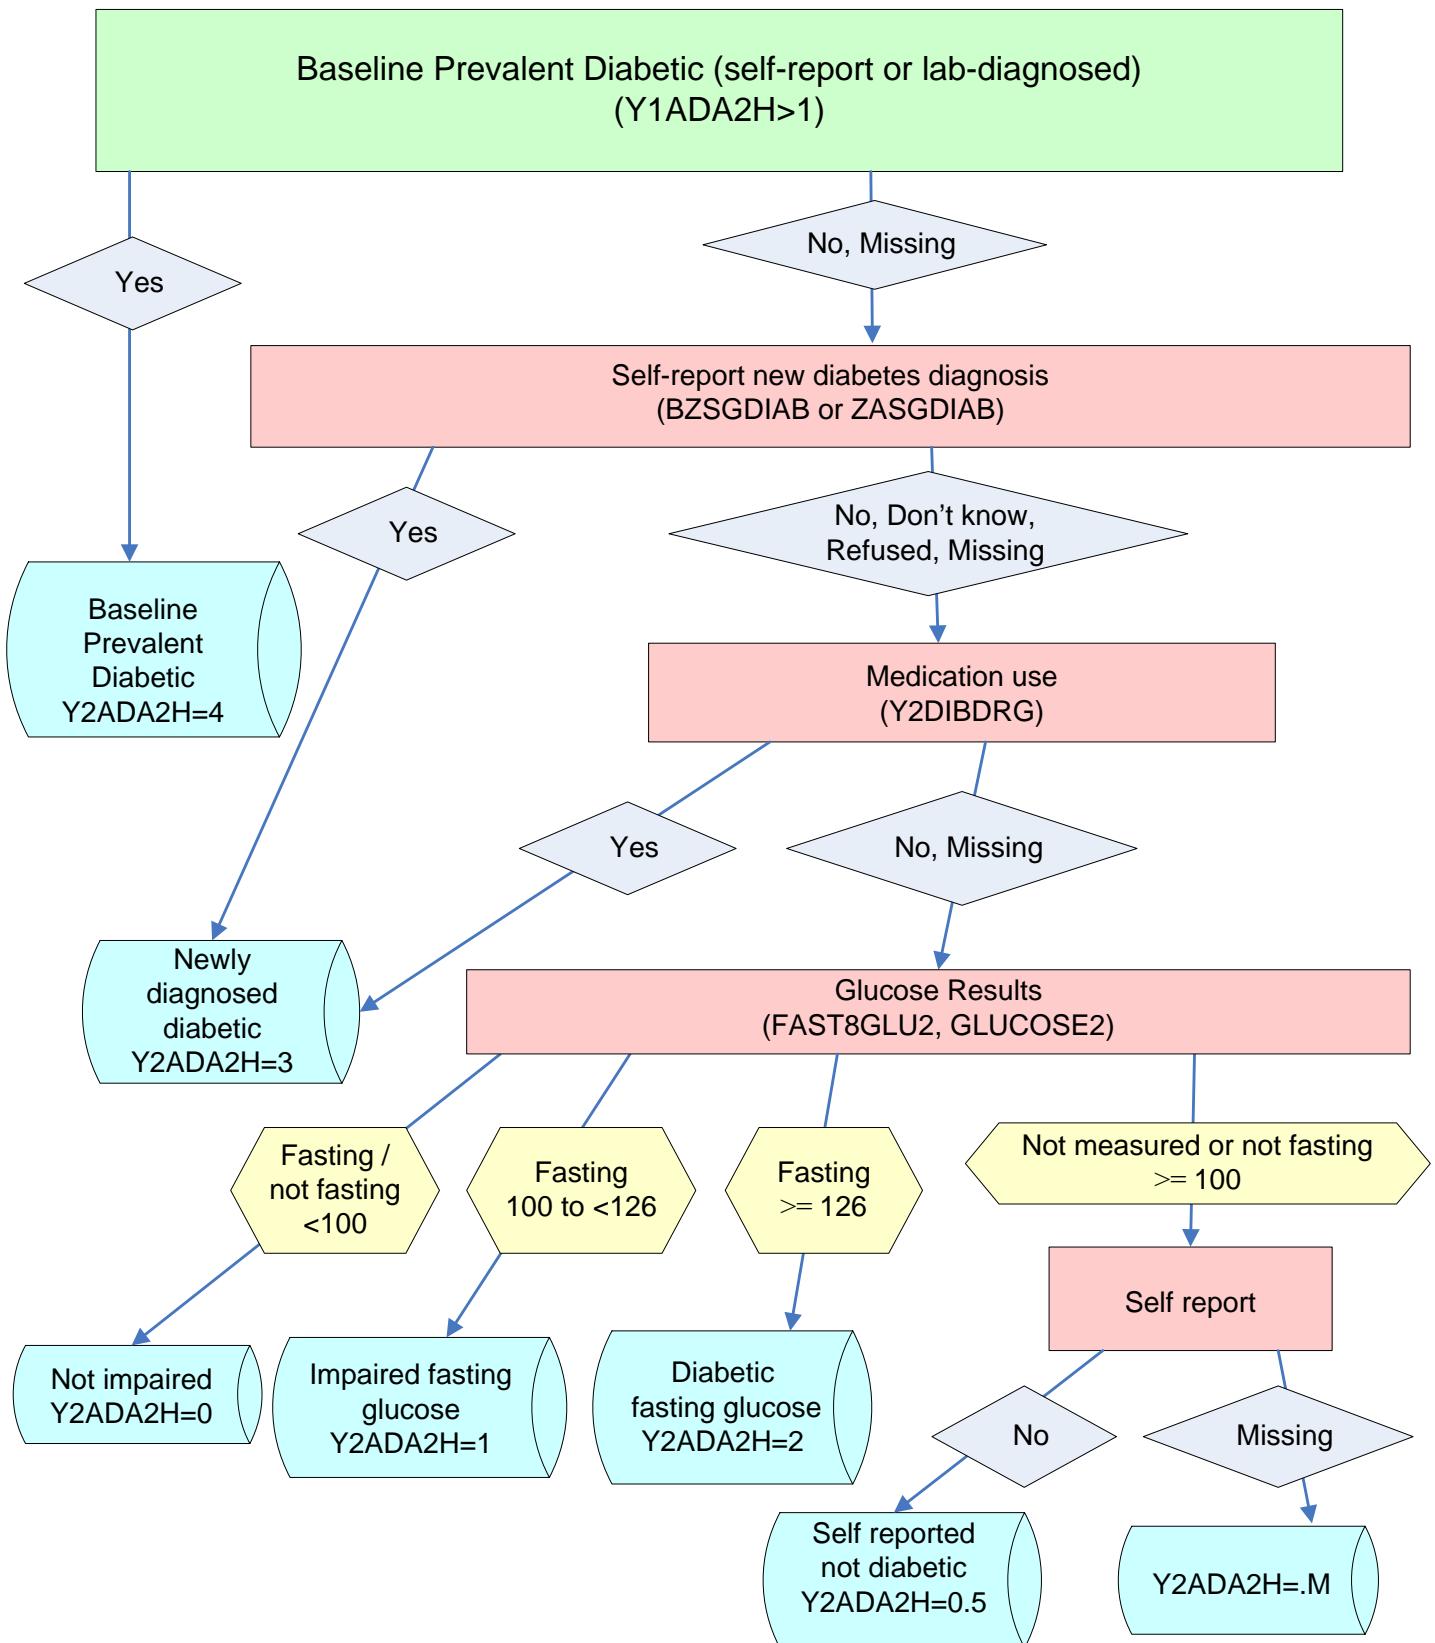 Baseline Prevalent Diabetic (self-report or lab-diagnosed)
(Y1ADA2H>1)
No, Missing
Yes
Self-report new diabetes diagnosis
(BZSGDIAB or ZASGDIAB)
Yes
No, Don’t know,
Refused, Missing
Baseline
Prevalent
Diabetic
Y2ADA2H=4
Medication use
(Y2DIBDRG)
Yes
No, Missing
Newly
diagnosed
diabetic
Y2ADA2H=3
Glucose Results
(FAST8GLU2, GLUCOSE2)
Fasting /
not fasting
<100
Fasting
100 to <126
Fasting
>= 126
Not measured or not fasting
>= 100
Self report
Not impaired
Y2ADA2H=0
Impaired fasting
glucose
Y2ADA2H=1
Diabetic
fasting glucose
Y2ADA2H=2
No
Missing
Self reported
not diabetic
Y2ADA2H=0.5
Y2ADA2H=.M